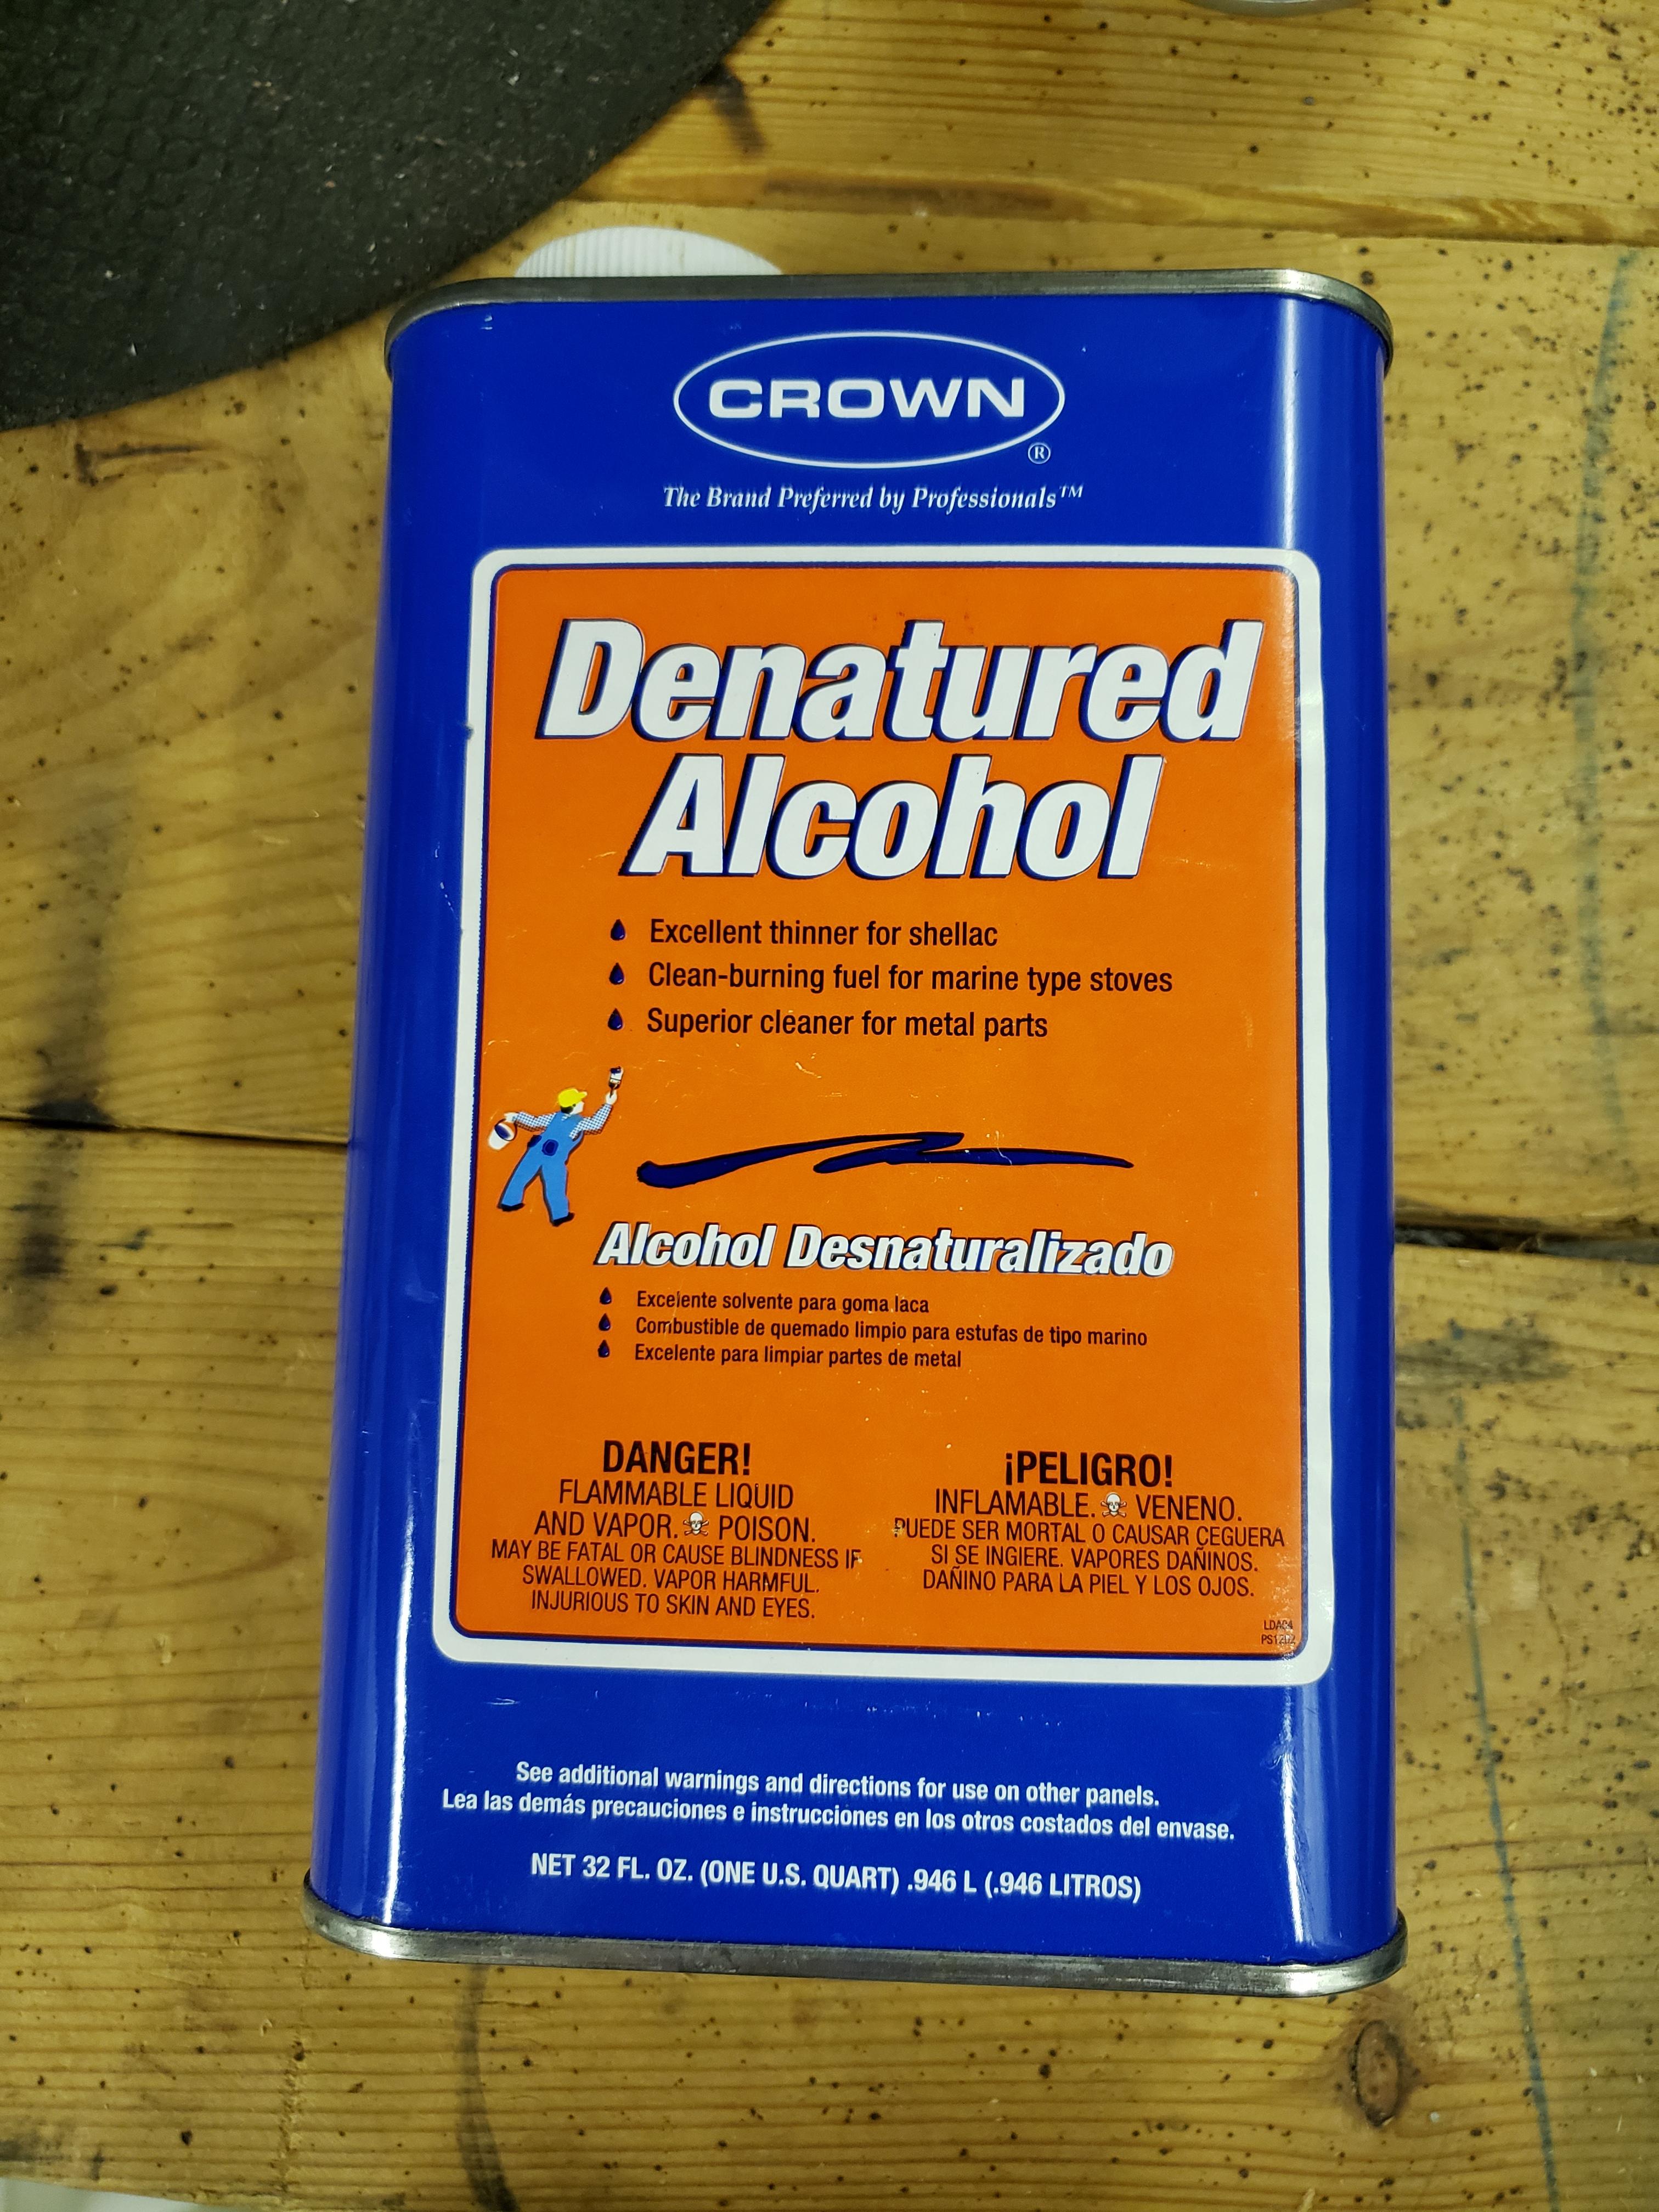 CROWN
®
The Brand Preferred by Professionals™
Denatured
Alcohol
Excellent thinner for shellac
Clean-burning fuel for marine type stoves
Superior cleaner for metal parts
Alcohol Desnaturalizado
Excelente solvente para goma laca
Combustible de quemado limpio para estufas de tipo marino
Excelente para limpiar partes de metal
DANGER!
FLAMMABLE LIQUID
AND VAPOR. POISON.
MAY BE FATAL OR CAUSE BLINDNESS IF
SWALLOWED. VAPOR HARMFUL.
INJURIOUS TO SKIN AND EYES.
¡PELIGRO!
INFLAMABLE. VENENO.
PUEDE SER MORTAL O CAUSAR CEGUERA
SI SE INGIERE. VAPORES DAÑINOS.
DAÑINO PARA LA PIEL Y LOS OJOS.
See additional warnings and directions for use on other panels.
Lea las demás precauciones e instrucciones en los otros costados del envase.
NET 32 FL. OZ. (ONE U.S. QUART) .946 L (.946 LITROS)